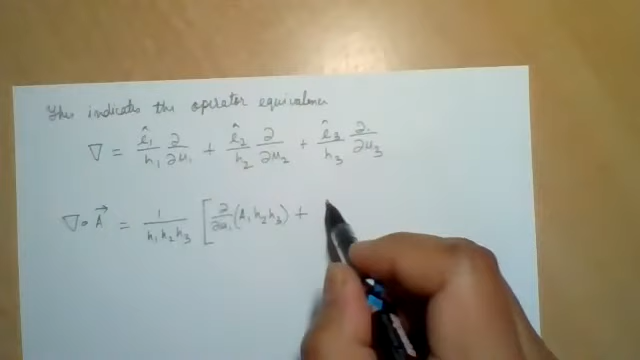 This indicates the operator equivalence
∇ = ê₁/h₁ ∂/∂u₁ + ê₂/h₂ ∂/∂u₂ + ê₃/h₃ ∂/∂u₃
∇∘A⃗ = 1/h₁h₂h₃ [ ∂/∂u₁ (A₁h₂h₃) +